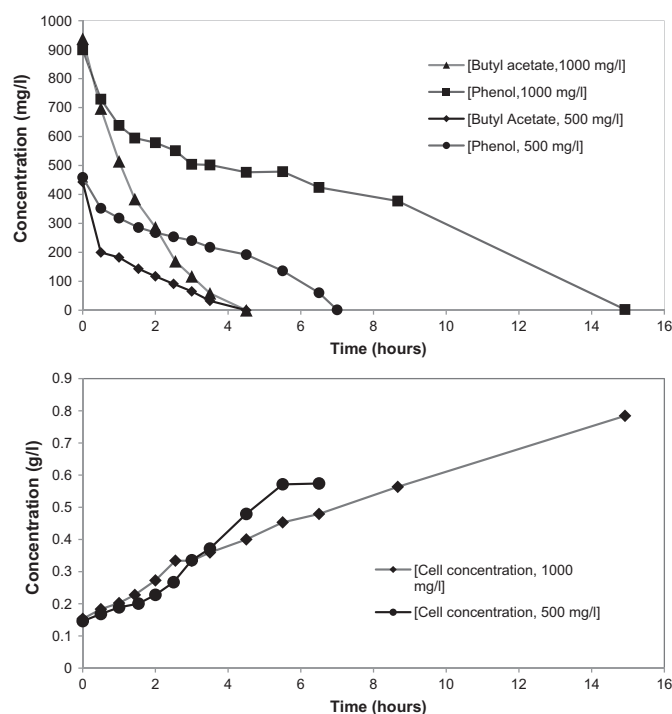 1000
900
800
700
600
500
400
300
200
100
0
Concentration (mg/l)
[Butyl acetate,1000 mg/l]
[Phenol,1000 mg/l]
[Butyl Acetate, 500 mg/l]
[Phenol, 500 mg/l]
0 2 4 6 8 10 12 14 16
Time (hours)
0.9
0.8
0.7
0.6
0.5
0.4
0.3
0.2
0.1
0
Concentration (g/l)
[Cell concentration, 1000
mg/l]
[Cell concentration, 500 mg/l]
0 2 4 6 8 10 12 14 16
Time (hours)